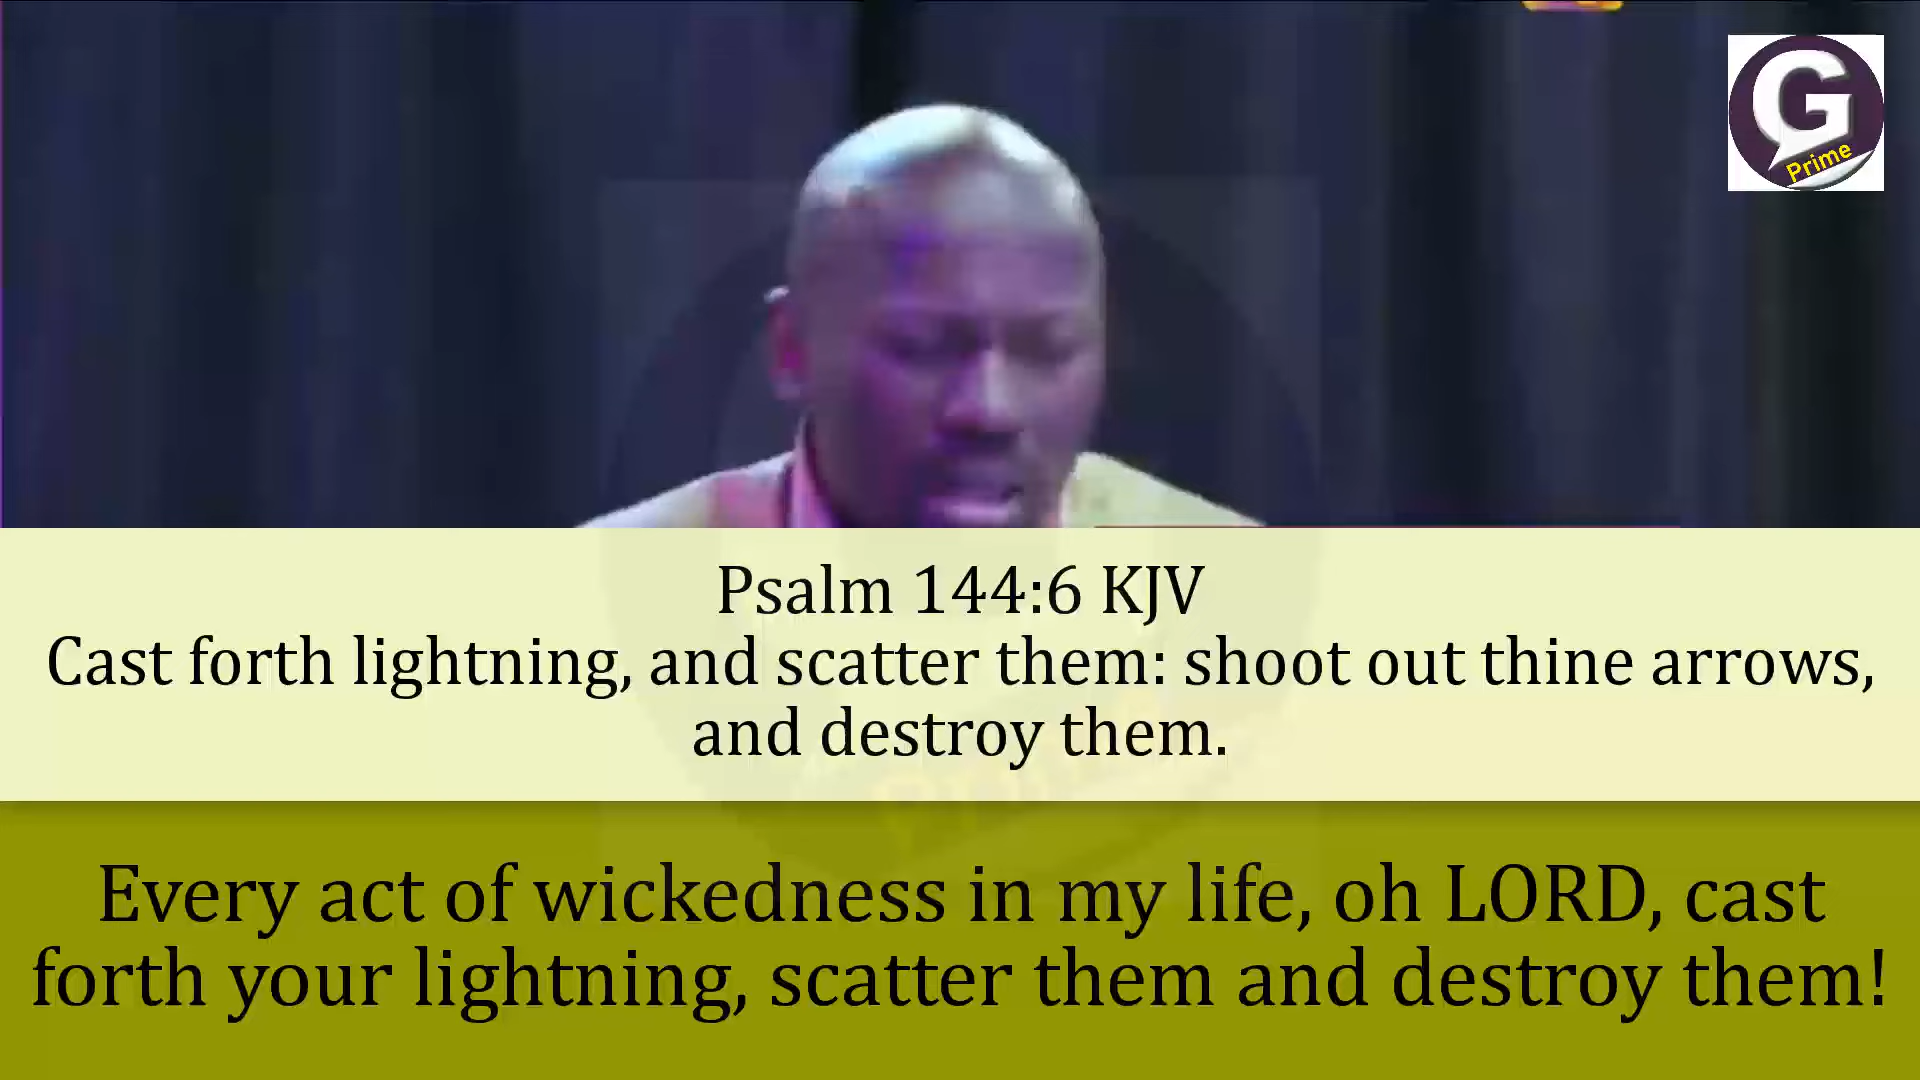 G
Prime
Psalm 144:6 KJV
Cast forth lightning, and scatter them: shoot out thine arrows,
and destroy them.
Every act of wickedness in my life, oh LORD, cast
forth your lightning, scatter them and destroy them!